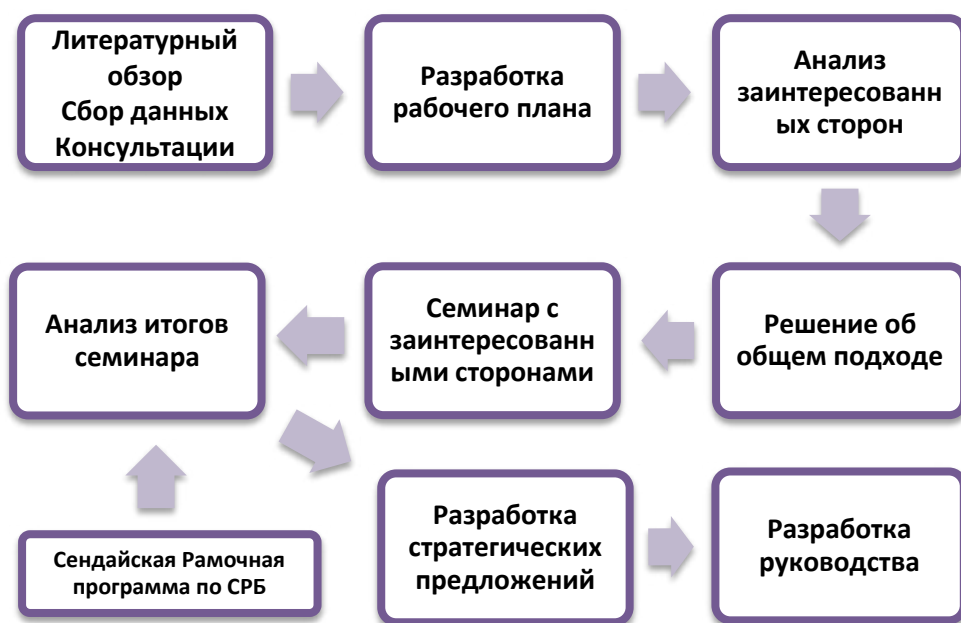 Литературный
обзор
Сбор данных
Консультации
Разработка
рабочего плана
Анализ
заинтересованн
ых сторон
Решение об
общем подходе
Семинар с
заинтересованн
ыми сторонами
Анализ итогов
семинара
Сендайская Рамочная
программа по СРБ
Разработка
стратегических
предложений
Разработка
руководства